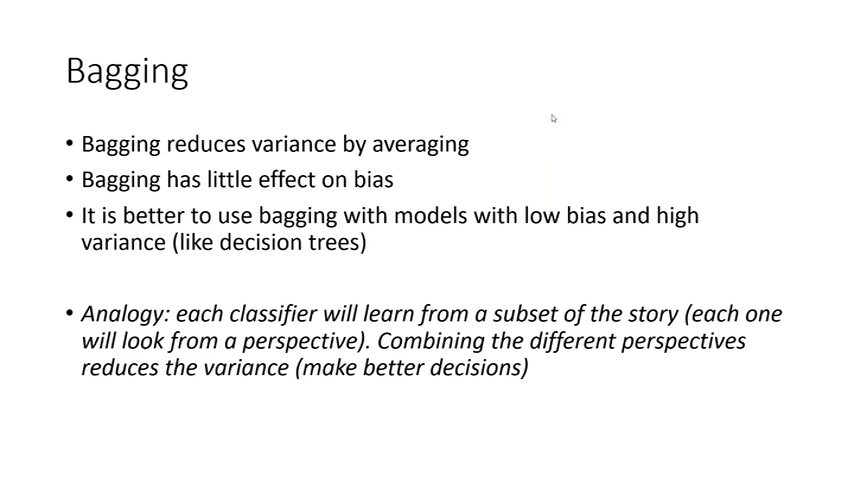 Bagging
• Bagging reduces variance by averaging
• Bagging has little effect on bias
• It is better to use bagging with models with low bias and high
variance (like decision trees)
• Analogy: each classifier will learn from a subset of the story (each one
will look from a perspective). Combining the different perspectives
reduces the variance (make better decisions)